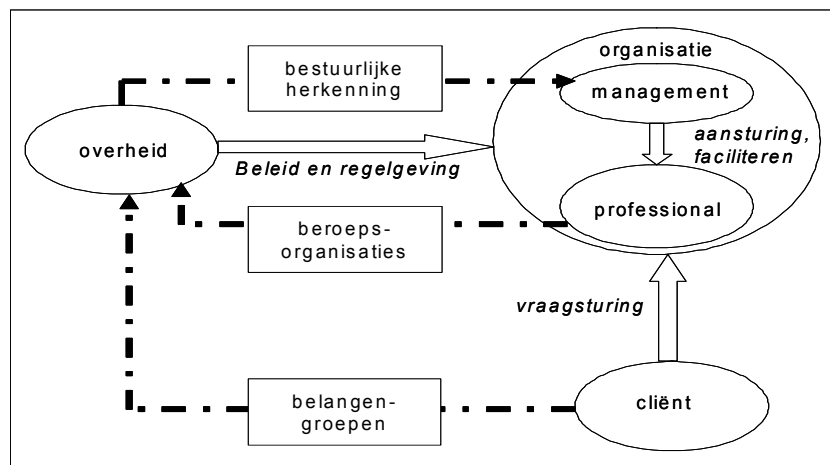 organisatie
bestuurlijke
herkenning
management
overheid
aansturing,
faciliteren
Beleid en regelgeving
professional
beroeps-
organisaties
vraagsturing
belangen-
groepen
cliënt